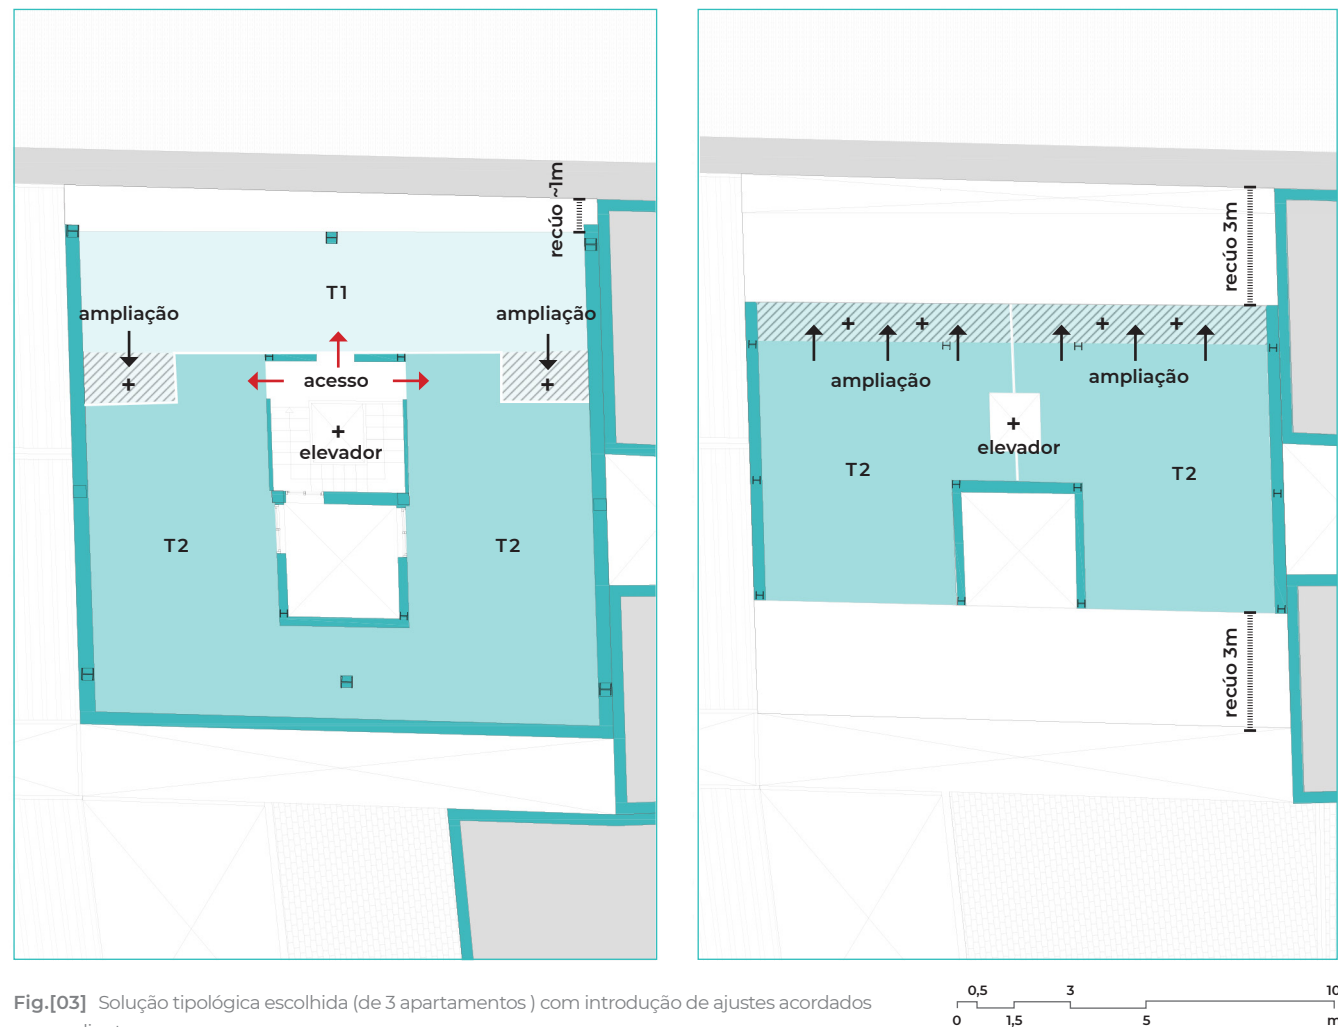 recúo ~1m
T1
ampliação
ampliação
+
acesso
+
+
elevador
T2
T2
recúo 3m
+
+
+
+
ampliação
ampliação
+
elevador
T2
T2
recúo 3m
Fig.[03] Solução tipológica escolhida (de 3 apartamentos ) com introdução de ajustes acordados
0,5 3 10
0 1,5 5 m